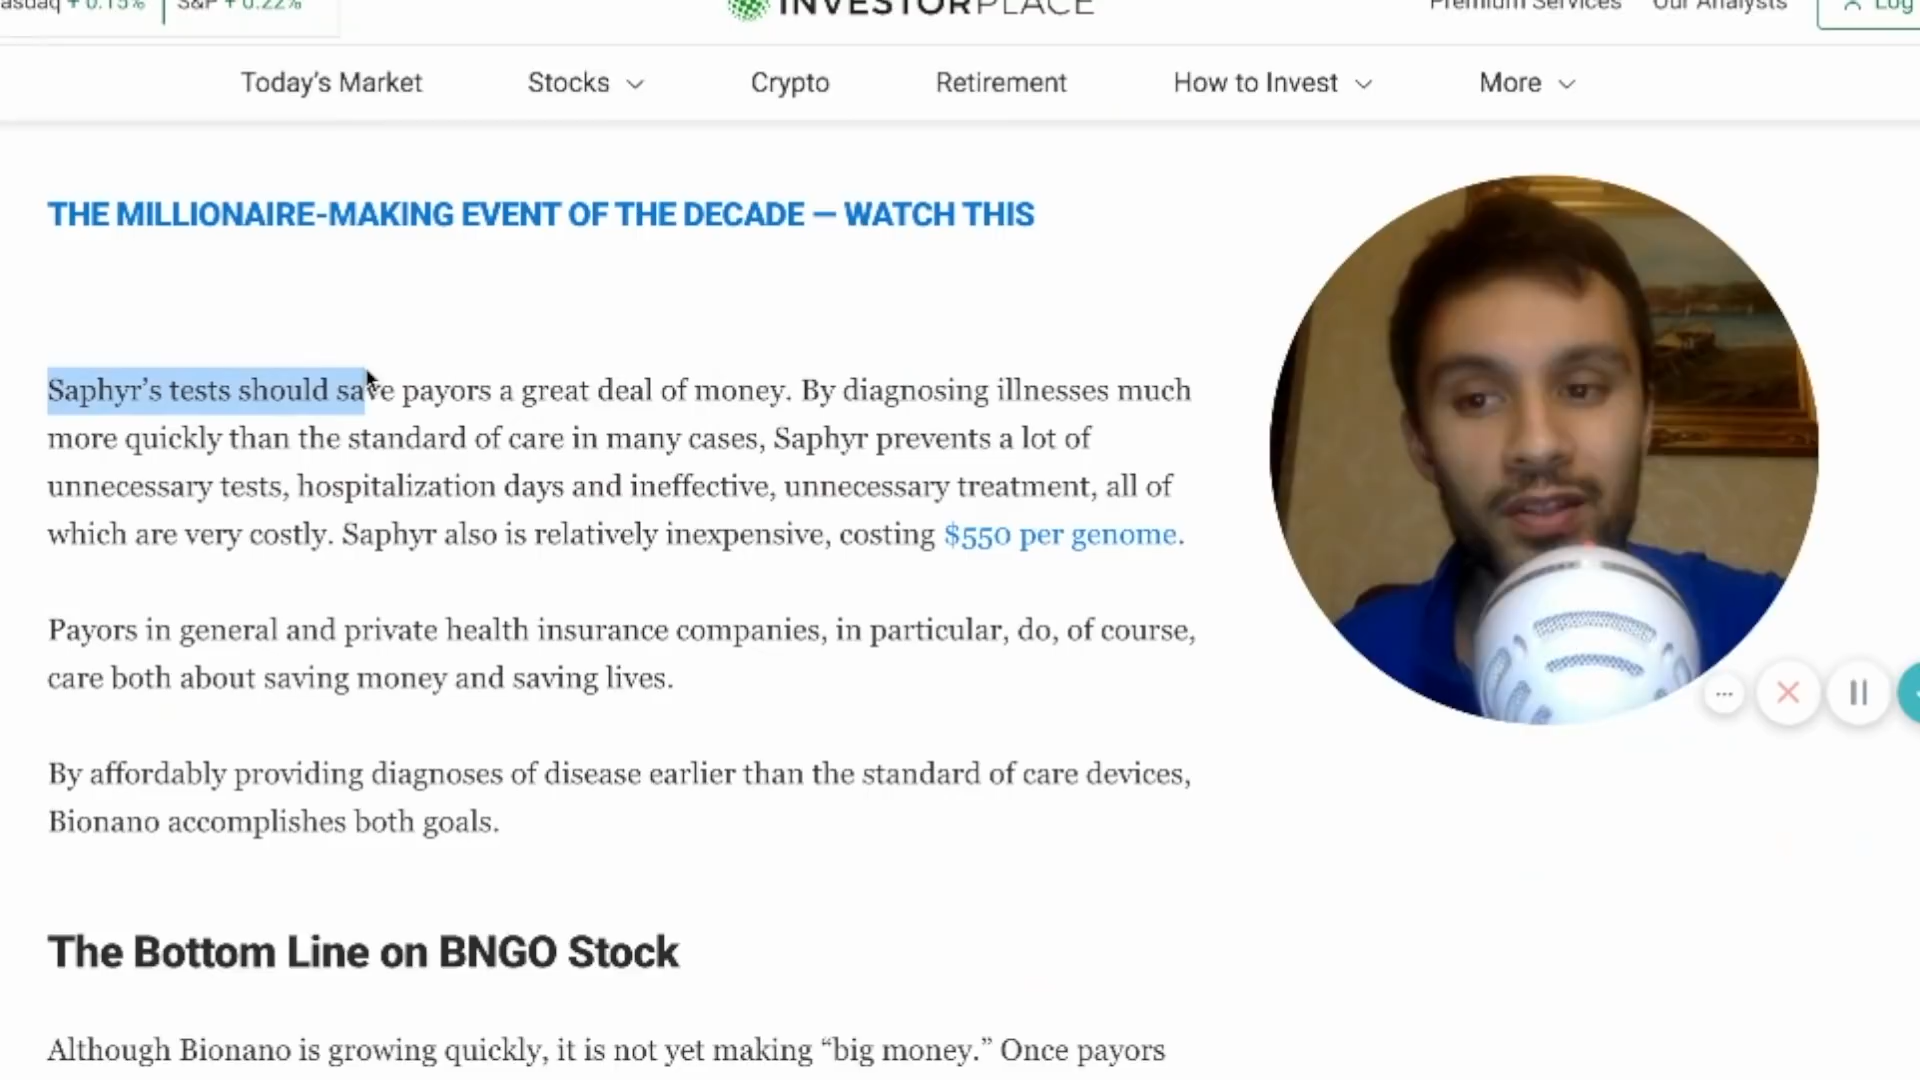 Nasdaq + 0.15% S&P + 0.22%
INVESTORPLACE
Premium Services Our Analysts Log
Today's Market Stocks Crypto Retirement How to Invest More
THE MILLIONAIRE-MAKING EVENT OF THE DECADE — WATCH THIS
Saphyr’s tests should save payors a great deal of money. By diagnosing illnesses much
more quickly than the standard of care in many cases, Saphyr prevents a lot of
unnecessary tests, hospitalization days and ineffective, unnecessary treatment, all of
which are very costly. Saphyr also is relatively inexpensive, costing $550 per genome.
Payors in general and private health insurance companies, in particular, do, of course,
care both about saving money and saving lives.
By affordably providing diagnoses of disease earlier than the standard of care devices,
Bionano accomplishes both goals.
The Bottom Line on BNGO Stock
Although Bionano is growing quickly, it is not yet making “big money.” Once payors